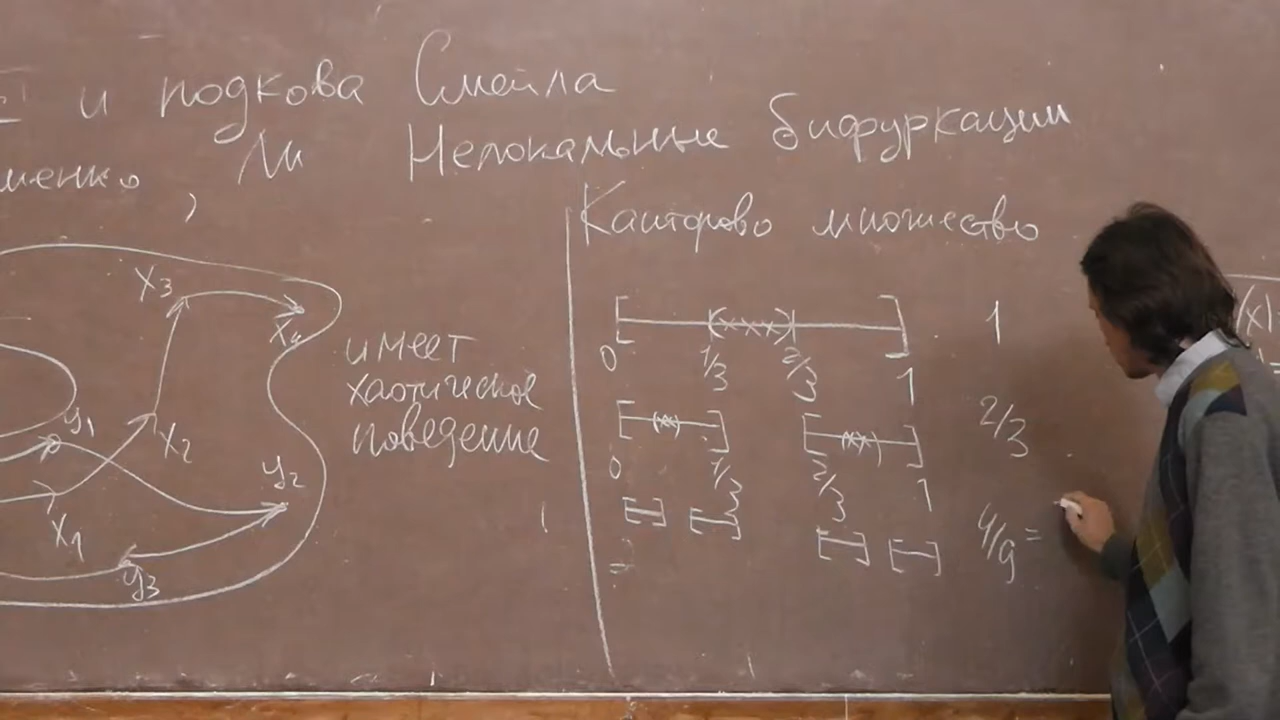 и подкова Смейла
менко, Ли Нелокальные бифуркации
Канторово множество
x₃
x₄
y₁
x₂
x₁
y₂
y₃
имеет
хаотическое
поведение
0 1/3 2/3 1 1
2/3
0 1/3 2/3 1
4/9 =